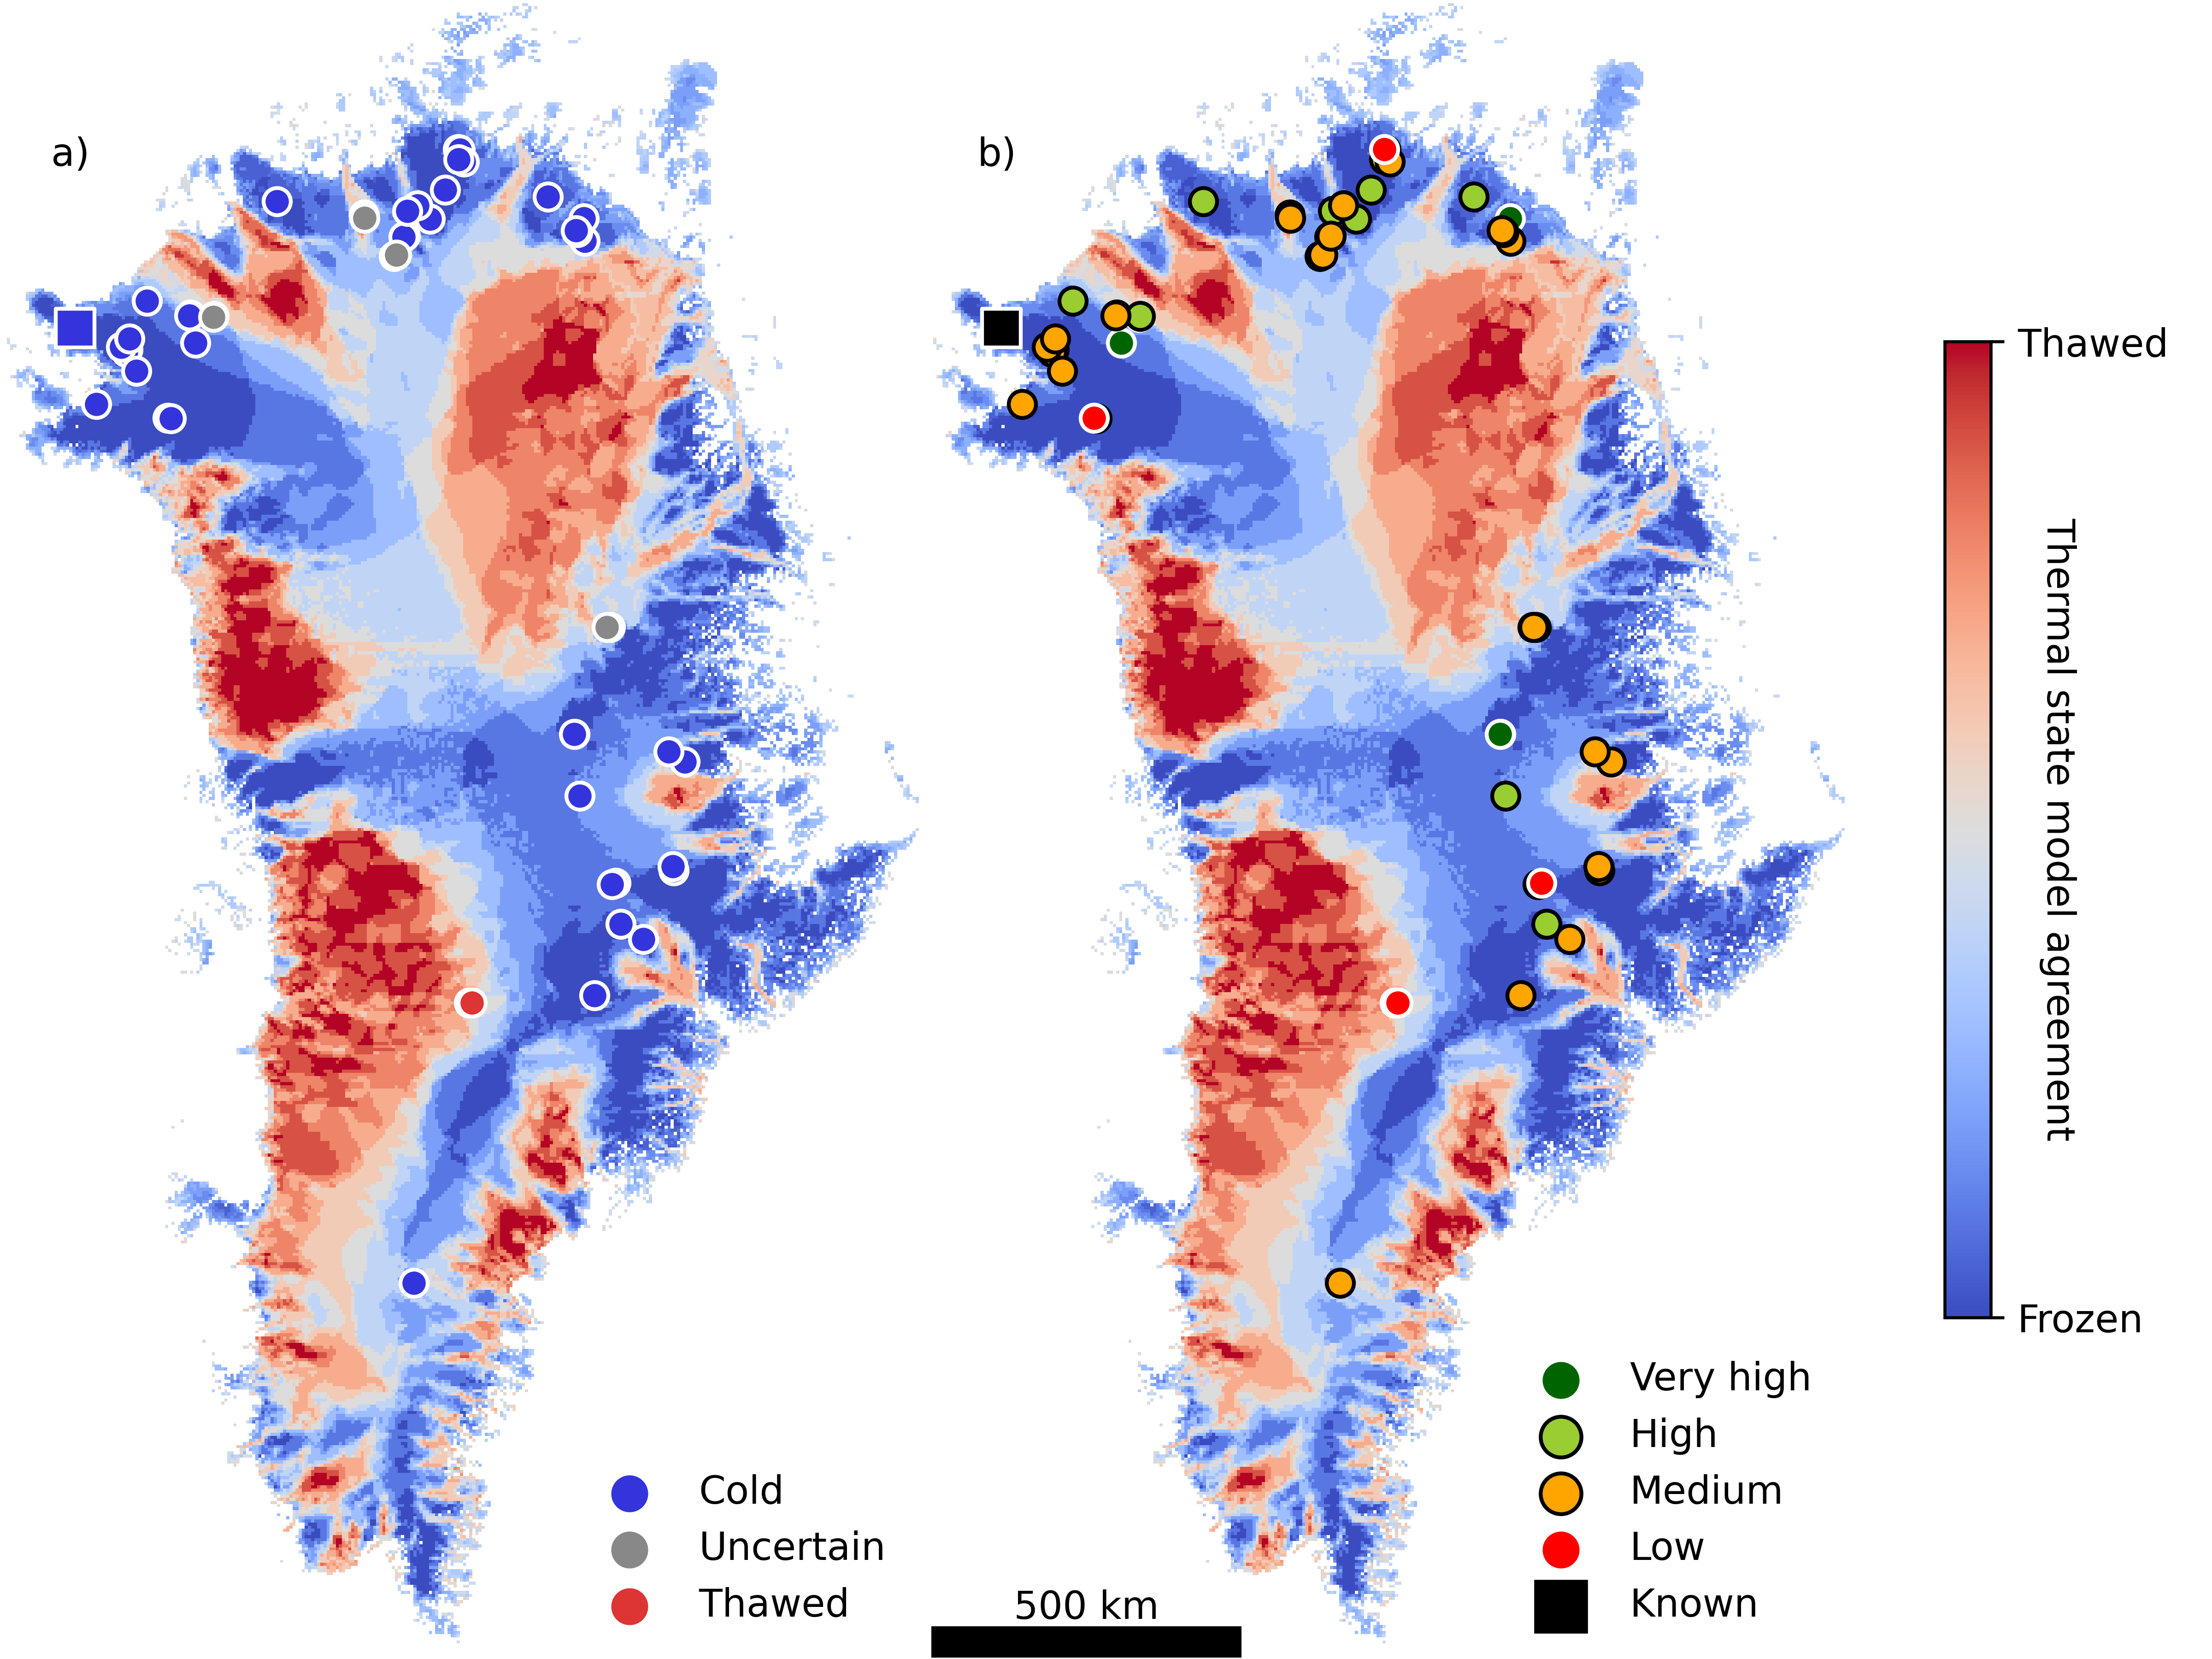 a)
b)
Thawed
Thermal state model agreement
Frozen
Cold
Uncertain
Thawed
500 km
Very high
High
Medium
Low
Known